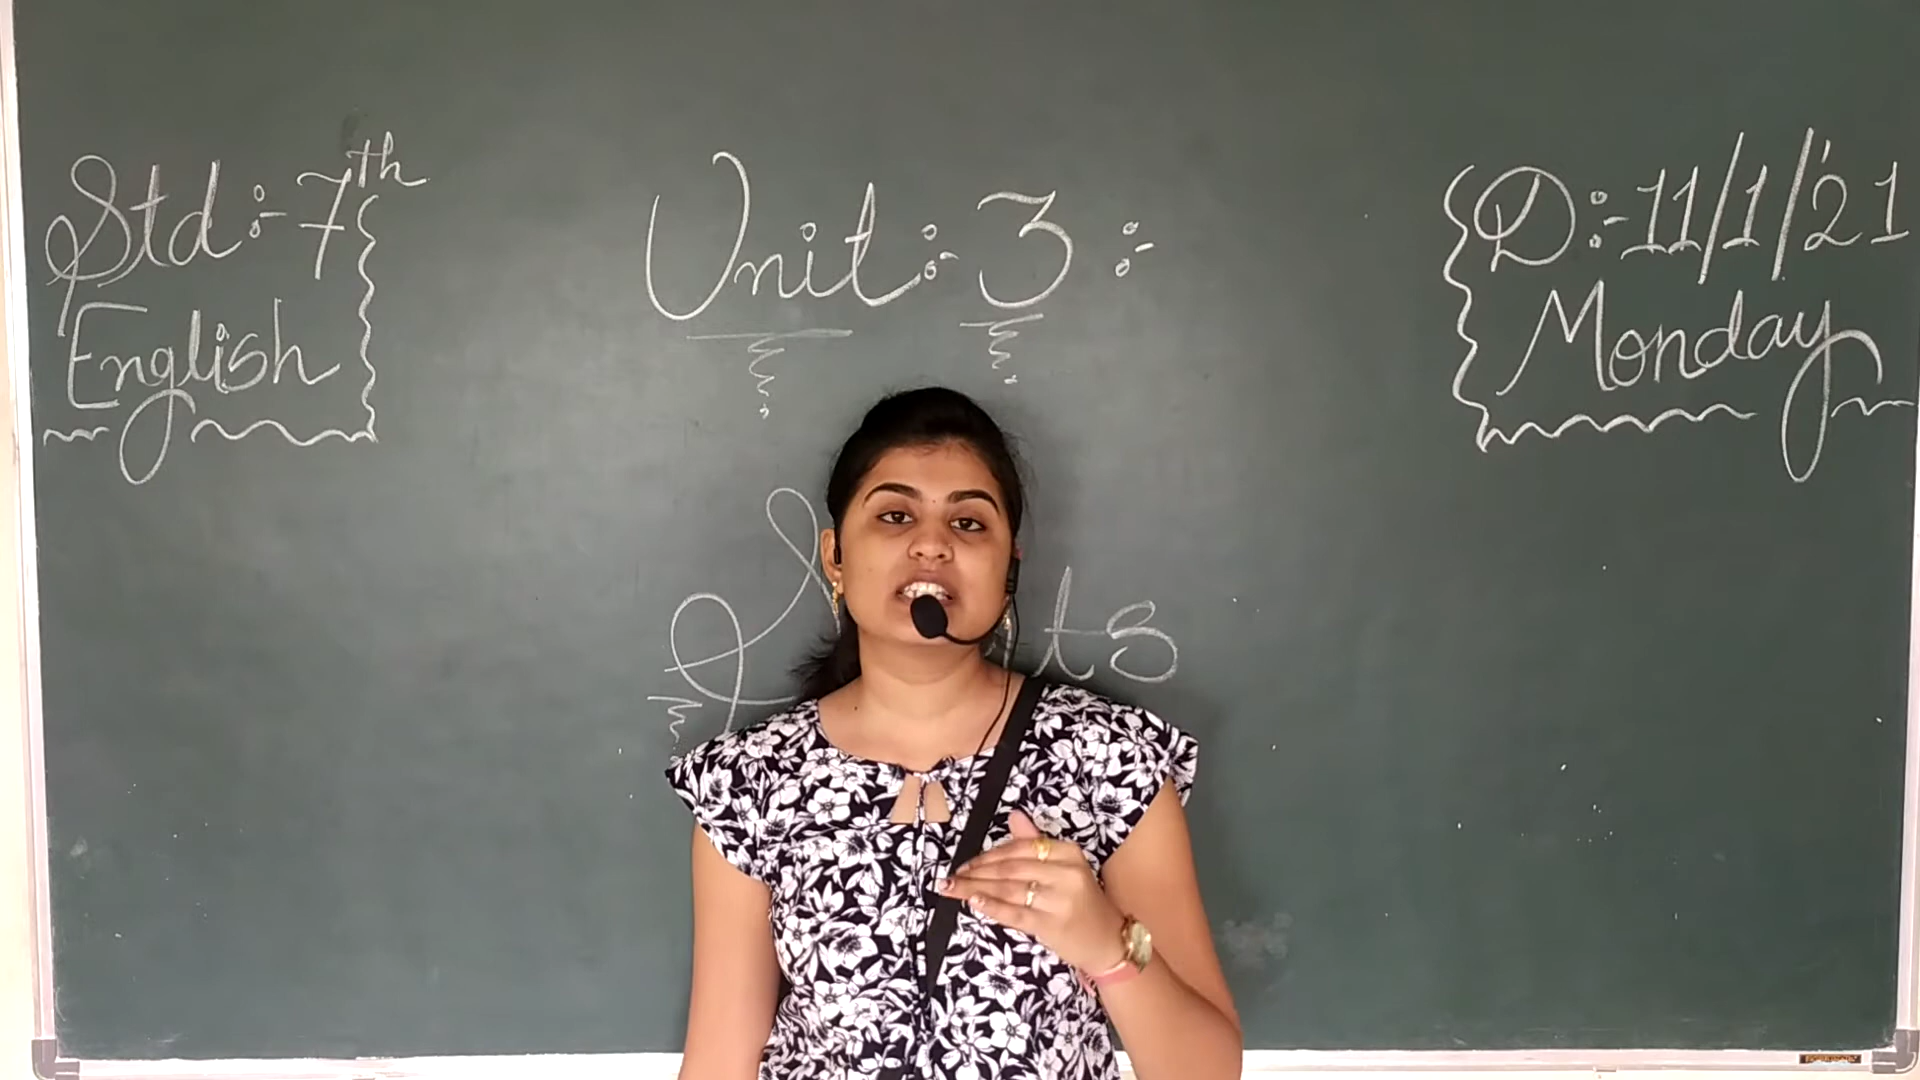 Std :- 7th
English
Unit :- 3 :-
D :- 11/1/'21
Monday